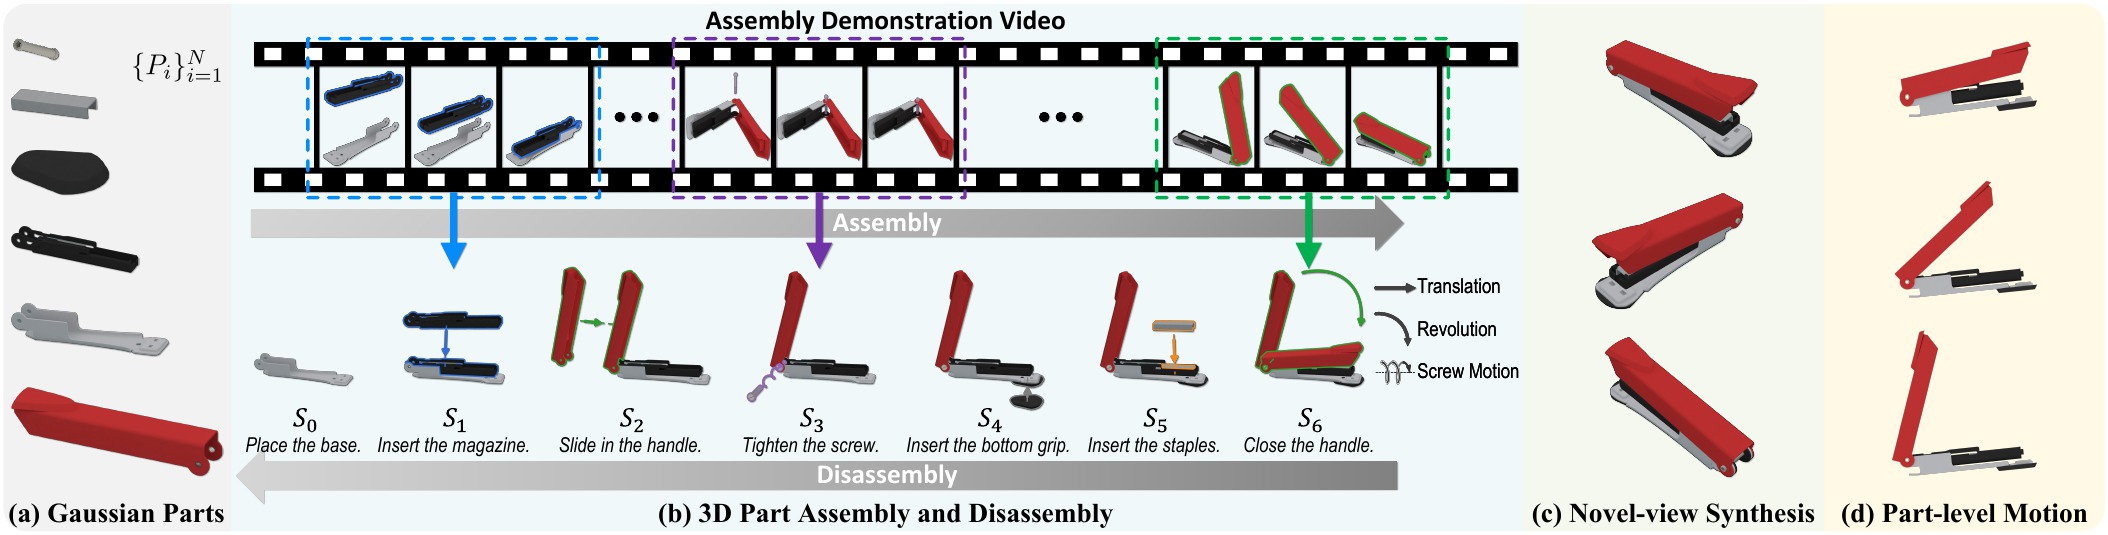 Assembly Demonstration Video
{P_i}_{i=1}^N
Assembly
Translation
Revolution
Screw Motion
S_0 S_1 S_2 S_3 S_4 S_5 S_6
Place the base. Insert the magazine. Slide in the handle. Tighten the screw. Insert the bottom grip. Insert the staples. Close the handle.
Disassembly
(a) Gaussian Parts (b) 3D Part Assembly and Disassembly (c) Novel-view Synthesis (d) Part-level Motion